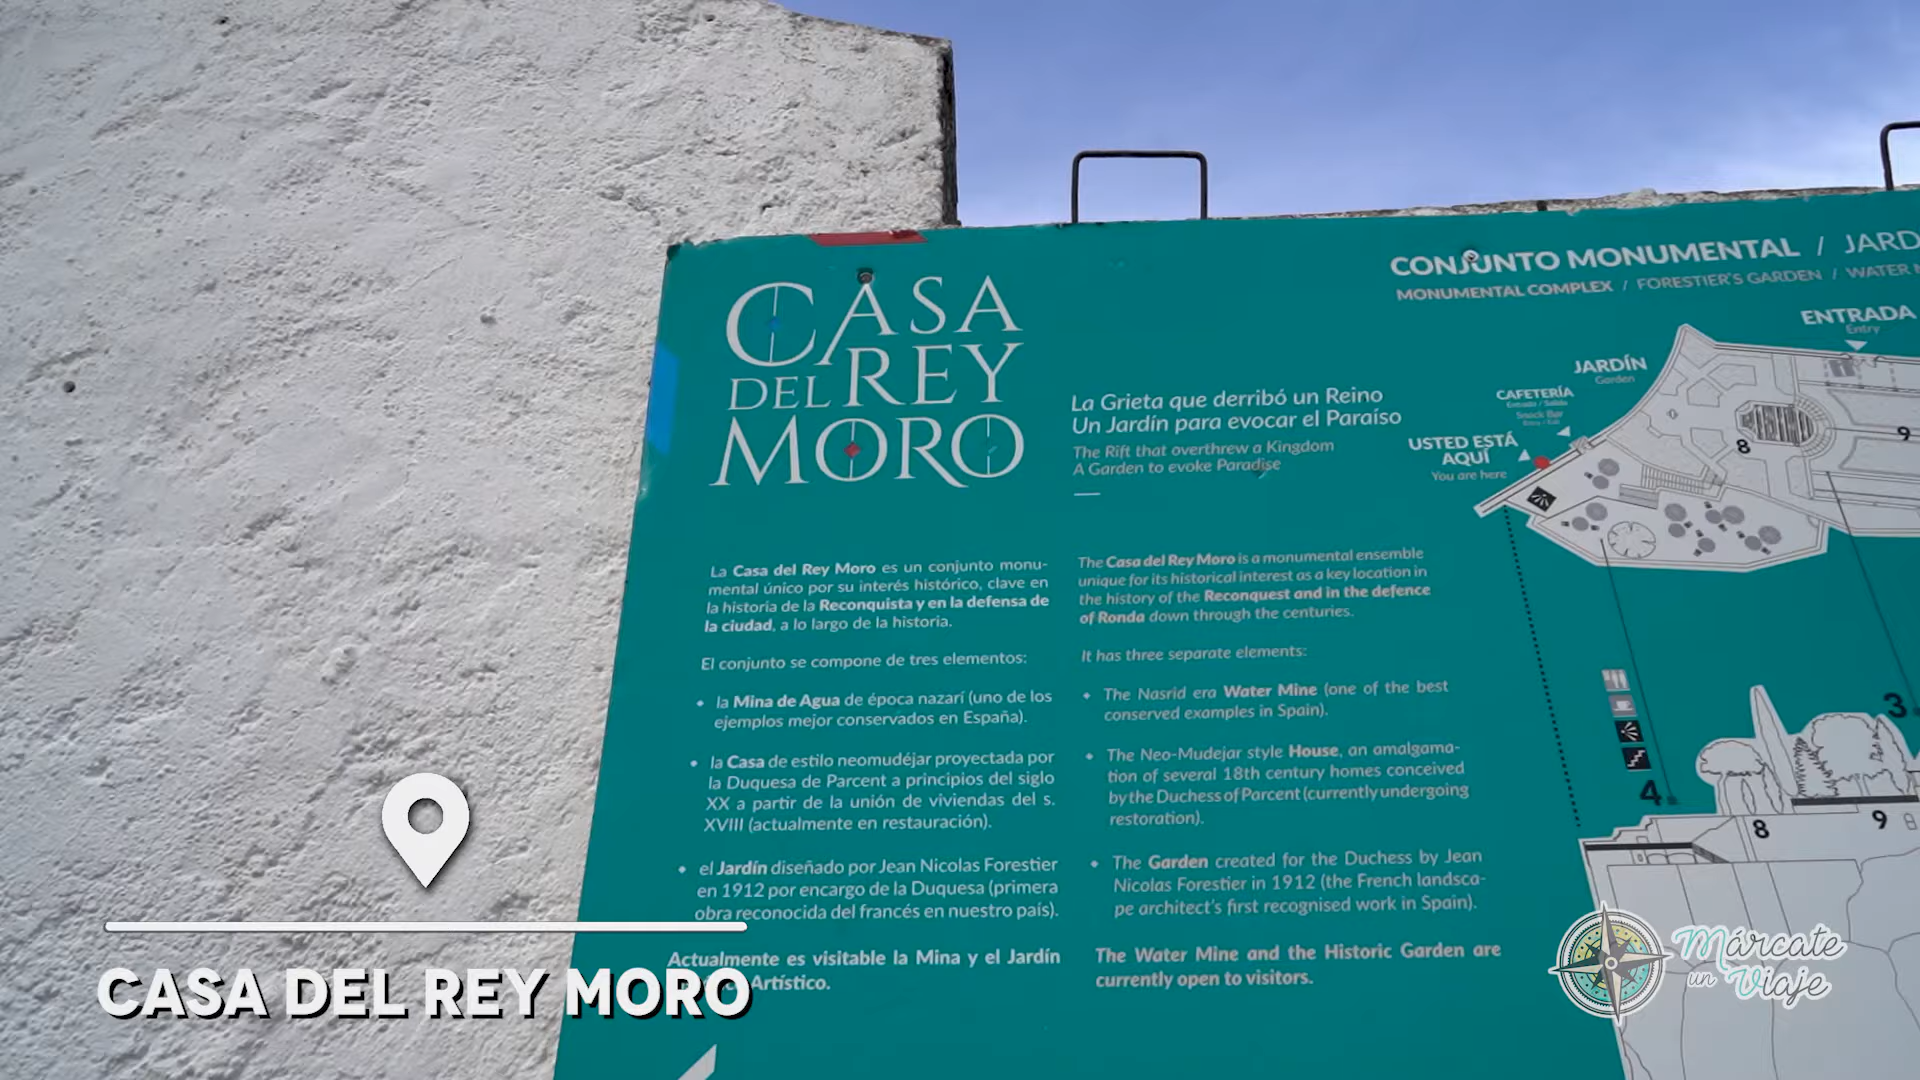 CASA
DEL REY
MORO
La Grieta que derribó un Reino
Un Jardín para evocar el Paraíso
The Rift that overthrew a Kingdom
A Garden to evoke Paradise
La Casa del Rey Moro es un conjunto monu-
mental único por su interés histórico, clave en
la historia de la Reconquista y en la defensa de
la ciudad, a lo largo de la historia.
El conjunto se compone de tres elementos:
• la Mina de Agua de época nazarí (uno de los
ejemplos mejor conservados en España).
• la Casa de estilo neomudéjar proyectada por
la Duquesa de Parcent a principios del siglo
XX a partir de la unión de viviendas del s.
XVIII (actualmente en restauración).
• el Jardín diseñado por Jean Nicolas Forestier
en 1912 por encargo de la Duquesa (primera
obra reconocida del francés en nuestro país).
Actualmente es visitable la Mina y el Jardín
Artístico.
The Casa del Rey Moro is a monumental ensemble
unique for its historical interest as a key location in
the history of the Reconquest and in the defence
of Ronda down through the centuries.
It has three separate elements:
• The Nasrid era Water Mine (one of the best
conserved examples in Spain).
• The Neo-Mudejar style House, an amalgama-
tion of several 18th century homes conceived
by the Duchess of Parcent (currently undergoing
restoration).
• The Garden created for the Duchess by Jean
Nicolas Forestier in 1912 (the French landsca-
pe architect's first recognised work in Spain).
The Water Mine and the Historic Garden are
currently open to visitors.
CONJUNTO MONUMENTAL / JARD
MONUMENTAL COMPLEX / FORESTIER'S GARDEN / WATER
ENTRADA
Entry
JARDÍN
Garden
CAFETERÍA
Entrada / Salida
Snack Bar
Entry / Exit
USTED ESTÁ
AQUÍ
You are here
8
9
3
4
8
9
CASA DEL REY MORO
Márcate
un Viaje